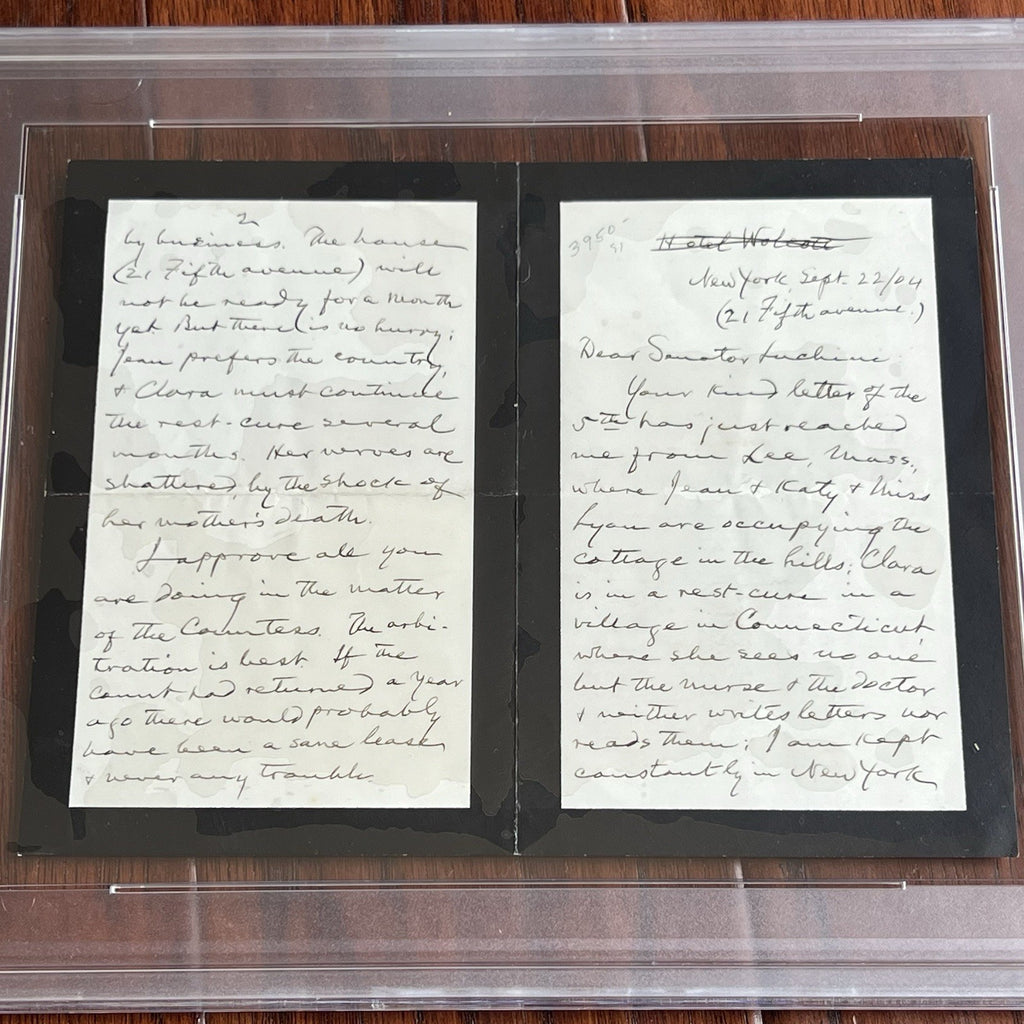 3950
91
Hotel Wolcott
New York, Sept. 22/04
(21 Fifth avenue.)
Dear Senator Luchini:
Your kind letter of the
5th has just reached
me from Lee, Mass.,
where Jean & Katy & Miss
Lyon are occupying the
cottage in the hills; Clara
is in a rest-cure in a
village in Connecticut,
where she sees no one
but the nurse & the doctor
& neither writes letters nor
reads them; I am kept
constantly in New York
2
by business. The house
(21 Fifth avenue) will
not be ready for a month
yet. But there is no hurry;
Jean prefers the country,
& Clara must continue
the rest-cure several
months. Her nerves are
shattered, by the shock of
her mother's death.
I approve all you
are doing in the matter
of the Countess. The arbi-
tration is best. If the
count had returned a year
ago there would probably
have been a sane lease
& never any trouble.